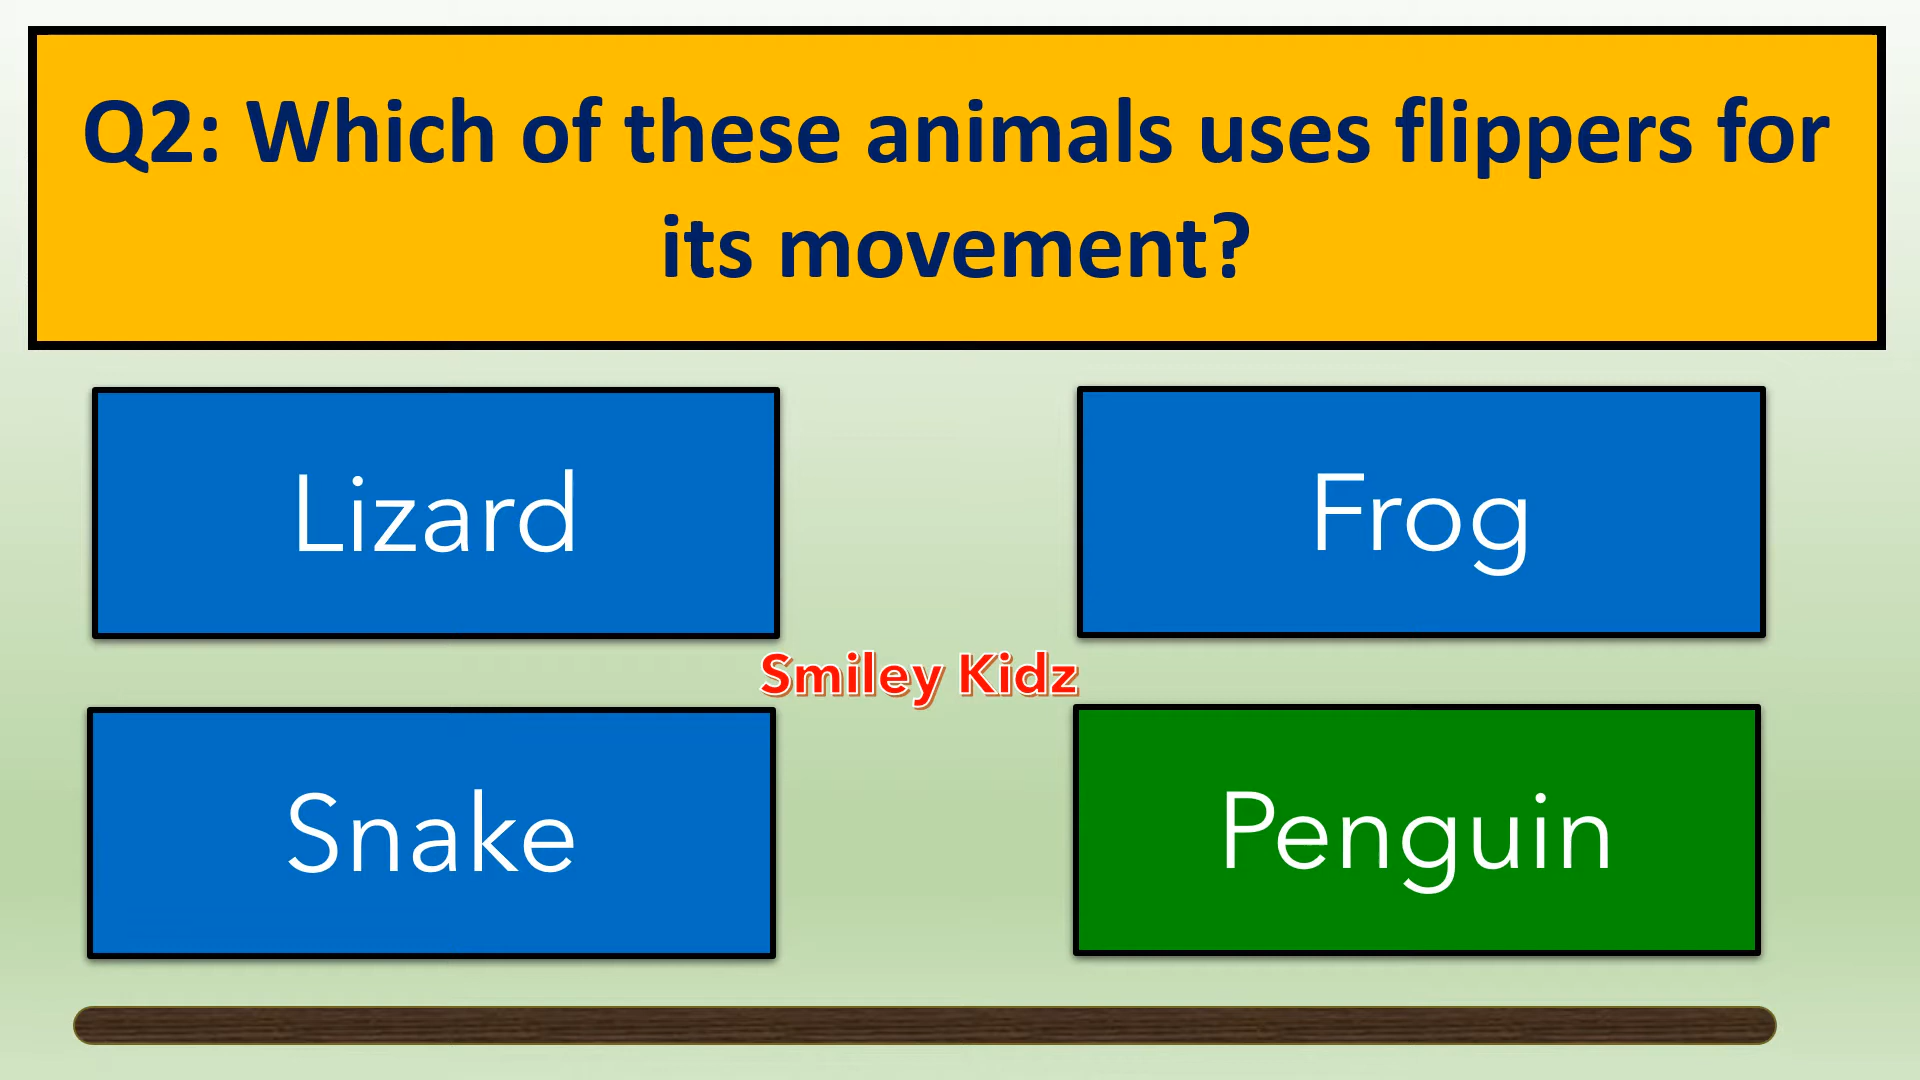 Q2: Which of these animals uses flippers for
its movement?
Lizard
Frog
Smiley Kidz
Snake
Penguin